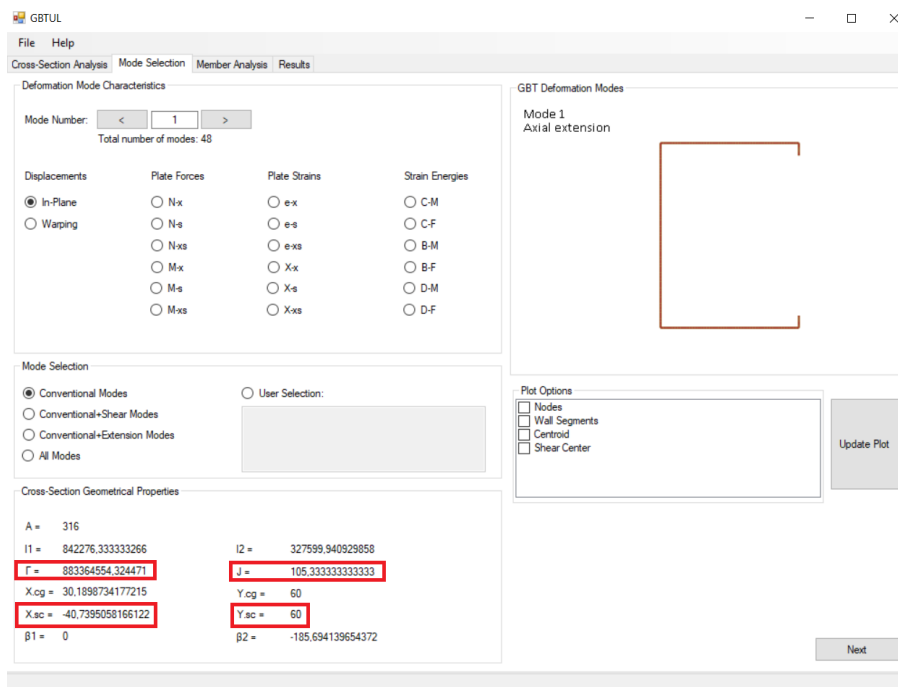 GBTUL
File Help
Cross-Section Analysis Mode Selection Member Analysis Results
Deformation Mode Characteristics
Mode Number: < 1 >
Total number of modes: 48
Displacements Plate Forces Plate Strains Strain Energies
In-Plane N-x e-x C-M
Warping N-s e-s C-F
N-xs e-xs B-M
M-x X-x B-F
M-s X-s D-M
M-xs X-xs D-F
GBT Deformation Modes
Mode 1
Axial extension
Mode Selection
Conventional Modes User Selection:
Conventional+Shear Modes
Conventional+Extension Modes
All Modes
Plot Options
Nodes
Wall Segments
Centroid
Shear Center
Update Plot
Cross-Section Geometrical Properties
A = 316
I1 = 842276,333333266 I2 = 327599,940929858
Γ = 883364554,324471 J = 105,333333333333
X.cg = 30,1898734177215 Y.cg = 60
X.sc = -40,7395058166122 Y.sc = 60
β1 = 0 β2 = -185,694139654372
Next